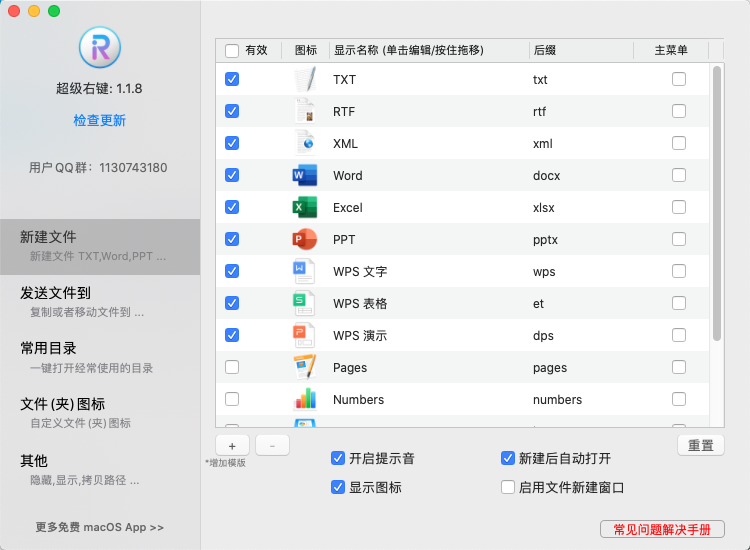 超级右键: 1.1.8
检查更新
用户QQ群：1130743180
新建文件
新建文件 TXT,Word,PPT ...
发送文件到
复制或者移动文件到 ...
常用目录
一键打开经常使用的目录
文件(夹)图标
自定义文件(夹)图标
其他
隐藏,显示,拷贝路径 ...
更多免费 macOS App >>
有效 图标 显示名称 (单击编辑/按住拖移) 后缀 主菜单
TXT txt
RTF rtf
XML xml
W Word docx
X Excel xlsx
P PPT pptx
W WPS 文字 wps
S WPS 表格 et
P WPS 演示 dps
Pages pages
Numbers numbers
+ - 重置
*增加模版
开启提示音 新建后自动打开
显示图标 启用文件新建窗口
常见问题解决手册